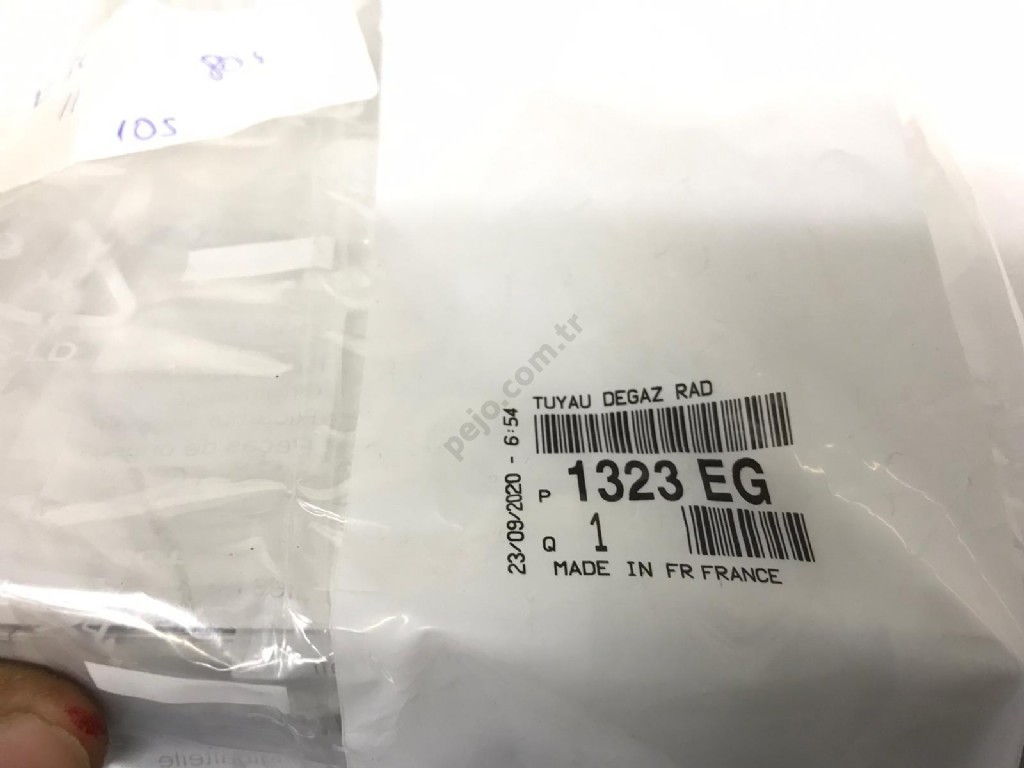 80s
105
TUYAU DEGAZ RAD
23/09/2020 - 6:54
P 1323 EG
Q 1
MADE IN FR FRANCE
pejo.com.tr